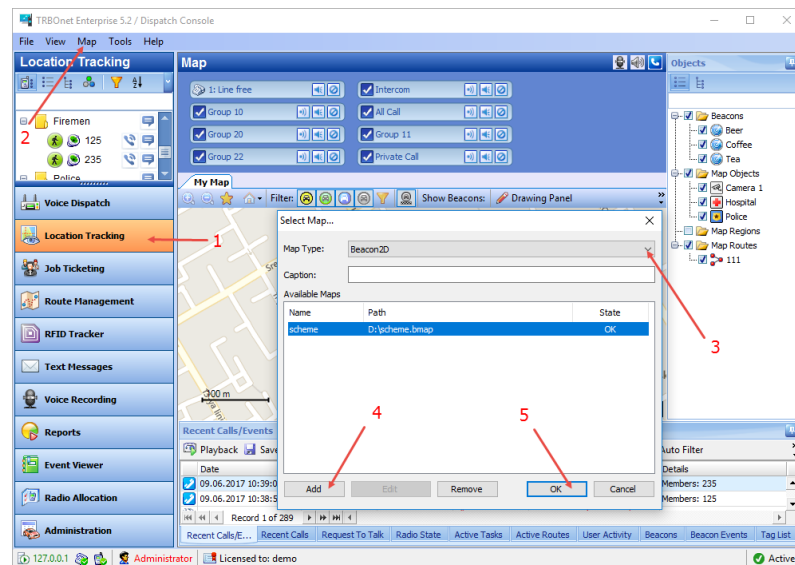 TRBOnet Enterprise 5.2 / Dispatch Console
File View Map Tools Help
Location Tracking
Map
Objects
1: Line free
Intercom
Group 10
All Call
Group 20
Group 11
Group 22
Private Call
Firemen
2
125
235
Police
Beacons
Beer
Coffee
Tea
Map Objects
Camera 1
Hospital
Police
Map Regions
Map Routes
111
My Map
Filter:
Show Beacons:
Drawing Panel
Voice Dispatch
Location Tracking
1
Job Ticketing
Route Management
RFID Tracker
Text Messages
Voice Recording
Reports
Event Viewer
Radio Allocation
Administration
Select Map...
Map Type: Beacon2D
Caption:
Available Maps
Name Path State
scheme D:\scheme.bmap OK
3
4
5
Add Edit Remove OK Cancel
300 m
Recent Calls/Events
Playback Save
Auto Filter
Date
Details
09.06.2017 10:39:0
Members: 235
09.06.2017 10:38:5
Members: 125
Record 1 of 289
Recent Calls/E... Recent Calls Request To Talk Radio State Active Tasks Active Routes User Activity Beacons Beacon Events Tag List
127.0.0.1 Administrator Licensed to: demo Active